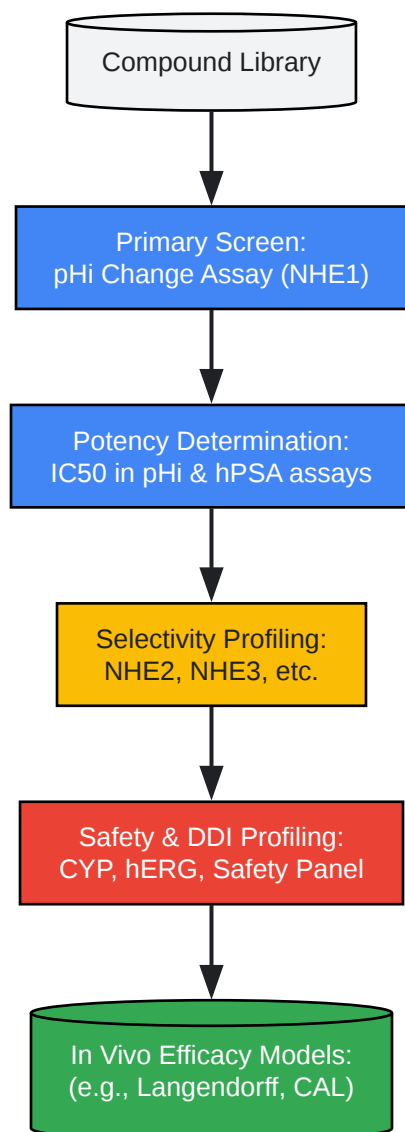 Compound Library
Primary Screen:
pHi Change Assay (NHE1)
Potency Determination:
IC50 in pHi & hPSA assays
Selectivity Profiling:
NHE2, NHE3, etc.
Safety & DDI Profiling:
CYP, hERG, Safety Panel
In Vivo Efficacy Models:
(e.g., Langendorff, CAL)